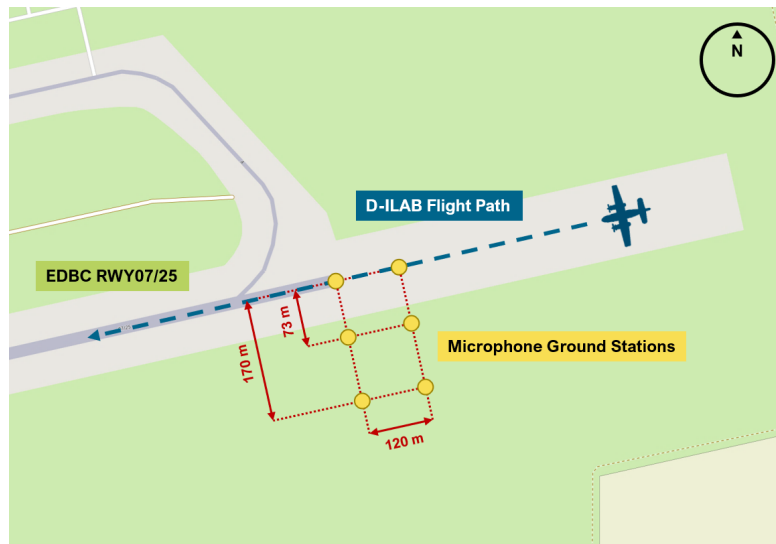 N
D-ILAB Flight Path
EDBC RWY07/25
73 m
170 m
Microphone Ground Stations
120 m